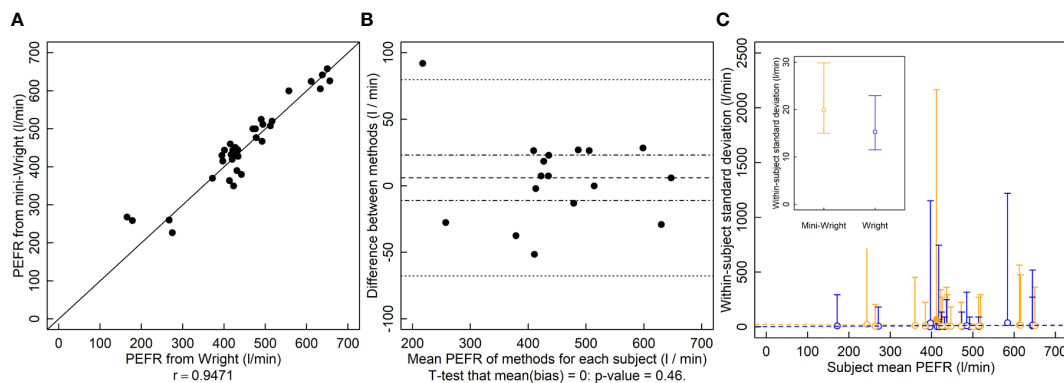 A
PEFR from mini-Wright (l/min)
700
600
500
400
300
200
100
0
0 100 200 300 400 500 600 700
PEFR from Wright (l/min)
r = 0.9471
B
Difference between methods (l / min)
100
50
0
-50
-100
200 300 400 500 600 700
Mean PEFR of methods for each subject (l / min)
T-test that mean(bias) = 0: p-value = 0.46.
C
Within-subject standard deviation (l/min)
2500
2000
1500
1000
500
0
Within-subject standard deviation (l/min)
30
20
10
0
Mini-Wright Wright
0 100 200 300 400 500 600 700
Subject mean PEFR (l/min)